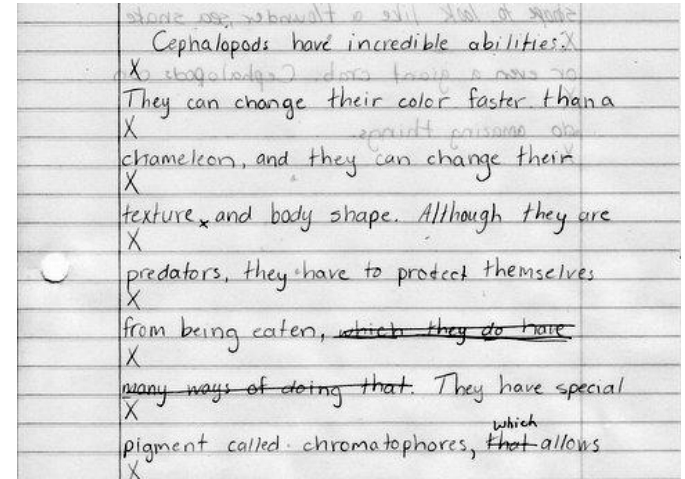 Cephalopods have incredible abilities.
X
They can change their color faster than a
X
chameleon, and they can change their
X
texture x and body shape. Although they are
X
predators, they have to protect themselves
X
from being eaten, which they do have
X
many ways of doing that. They have special
X
which
pigment called chromatophores, that allows
X